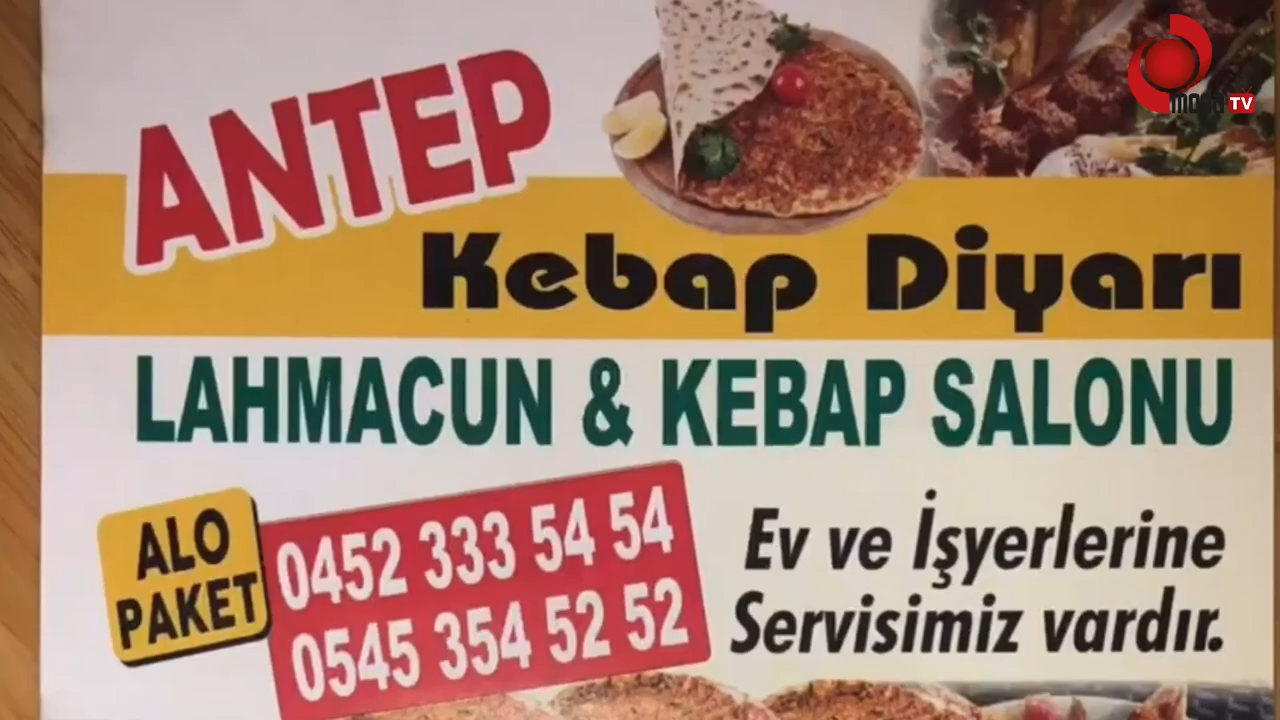 ANTEP
Kebap Diyarı
LAHMACUN & KEBAP SALONU
ALO
PAKET
0452 333 54 54
0545 354 52 52
Ev ve İşyerlerine
Servisimiz vardır.
TV